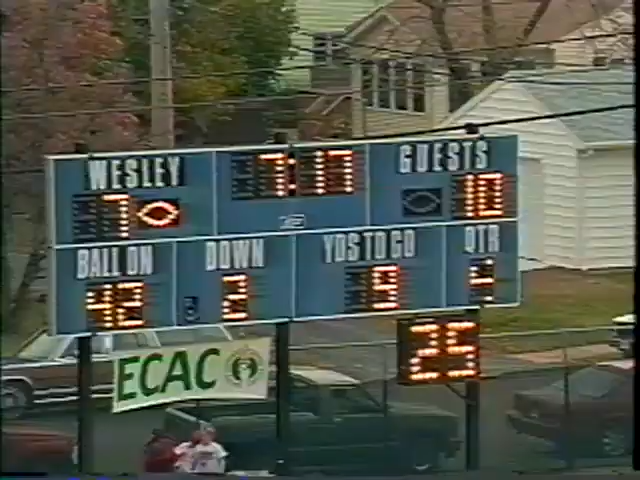 WESLEY 7:17 GUESTS
7 10
BALL ON DOWN YDS TO GO QTR
42 2 9 4
25
ECAC